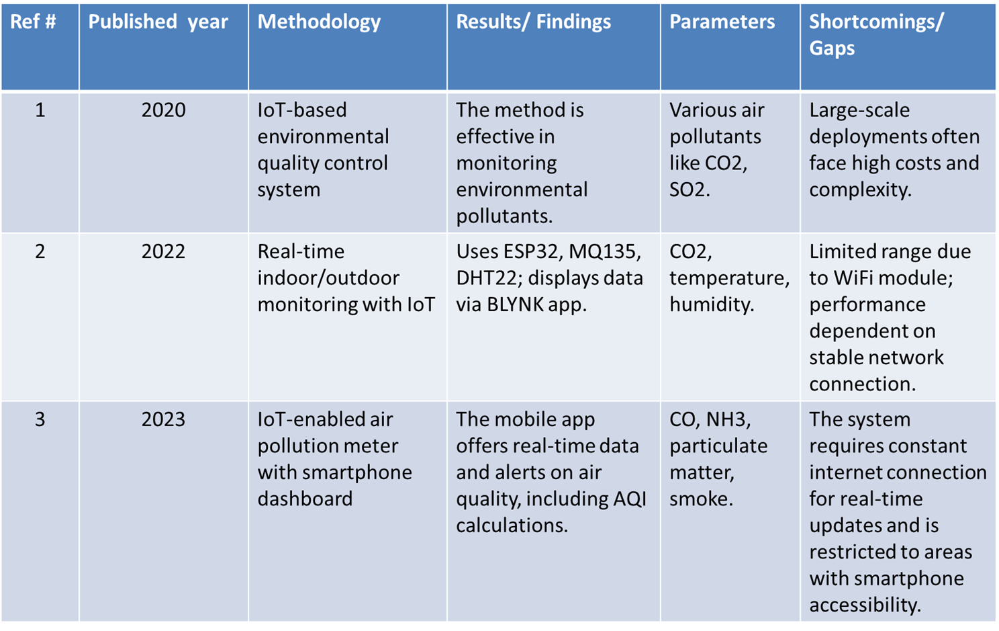 Ref #
Published year
Methodology
Results/ Findings
Parameters
Shortcomings/
Gaps
1
2020
IoT-based
environmental
quality control
system
The method is
effective in
monitoring
environmental
pollutants.
Various air
pollutants
like CO2,
SO2.
Large-scale
deployments often
face high costs and
complexity.
2
2022
Real-time
indoor/outdoor
monitoring with IoT
Uses ESP32, MQ135,
DHT22; displays data
via BLYNK app.
CO2,
temperature,
humidity.
Limited range due
to WiFi module;
performance
dependent on
stable network
connection.
3
2023
IoT-enabled air
pollution meter
with smartphone
dashboard
The mobile app
offers real-time data
and alerts on air
quality, including AQI
calculations.
CO, NH3,
particulate
matter,
smoke.
The system
requires constant
internet connection
for real-time
updates and is
restricted to areas
with smartphone
accessibility.